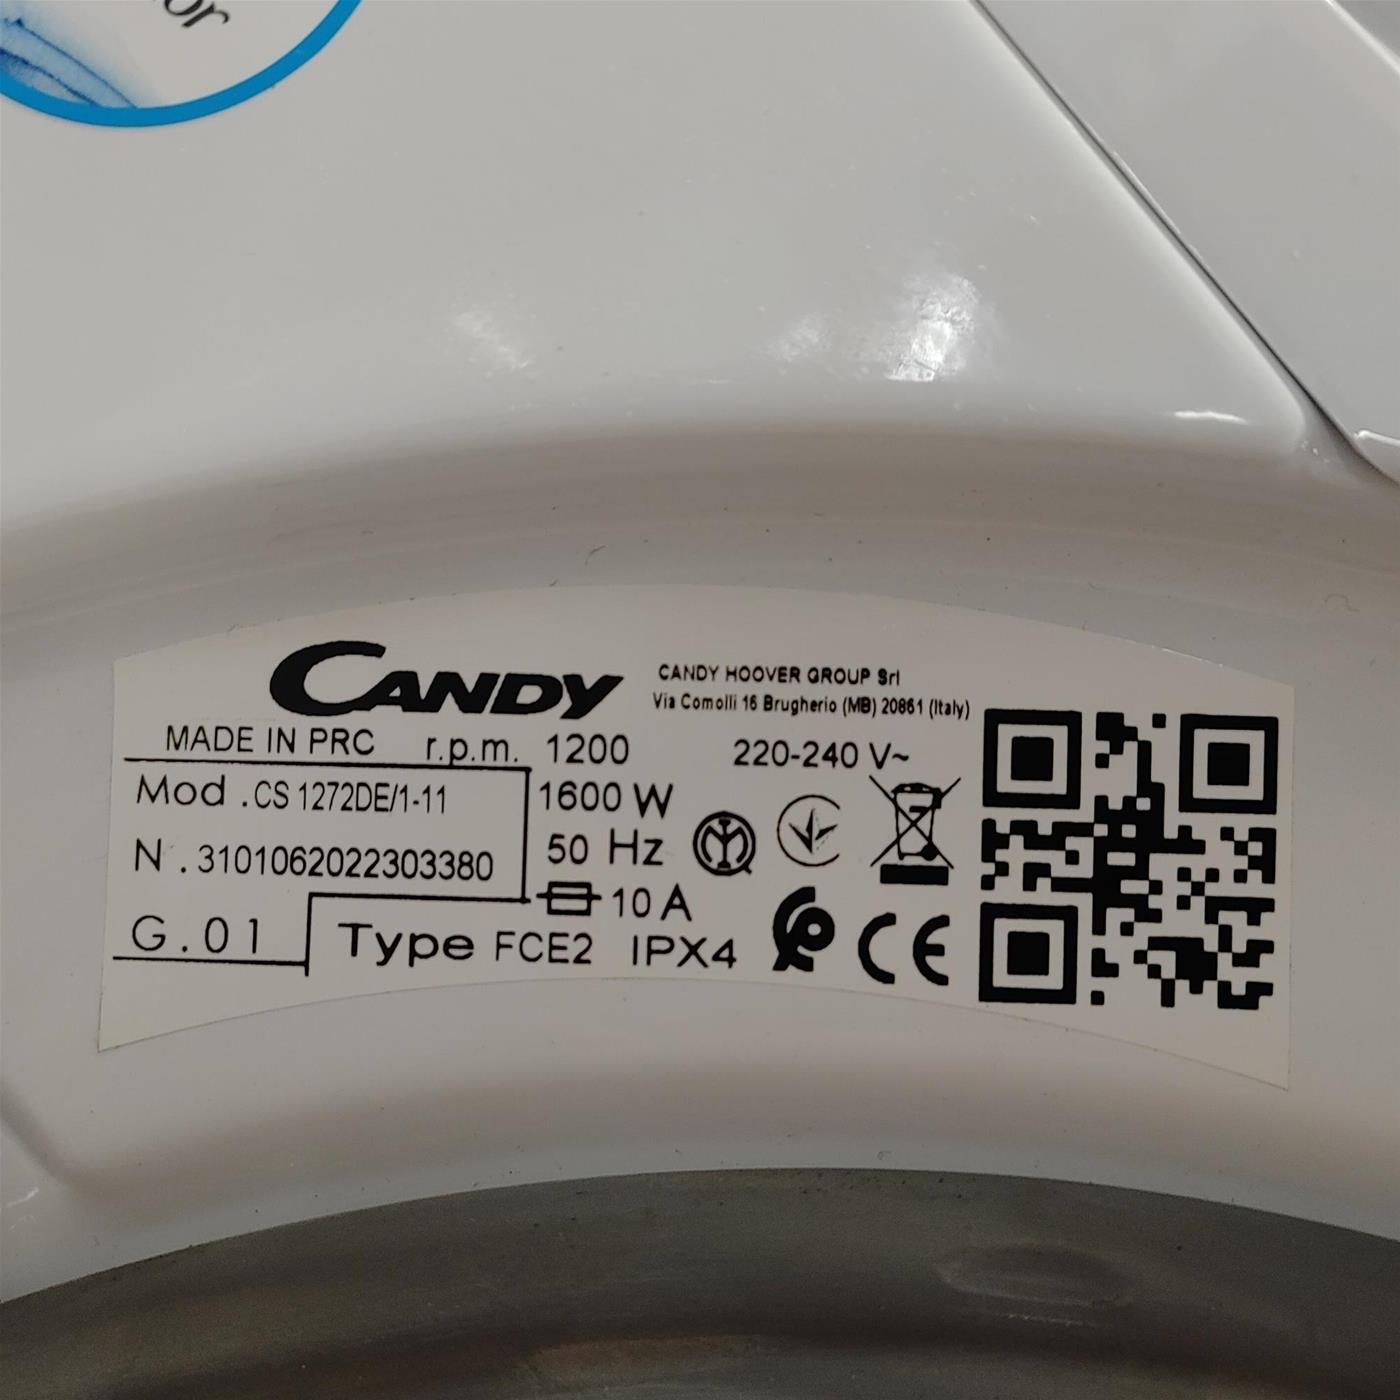 CANDY
CANDY HOOVER GROUP Srl
Via Comolli 16 Brugherio (MB) 20861 (Italy)
MADE IN PRC r.p.m. 1200 220-240 V~
Mod .CS 1272DE/1-11 1600 W
N .3101062022303380 50 Hz
10 A
G.01 Type FCE2 IPX4 CE